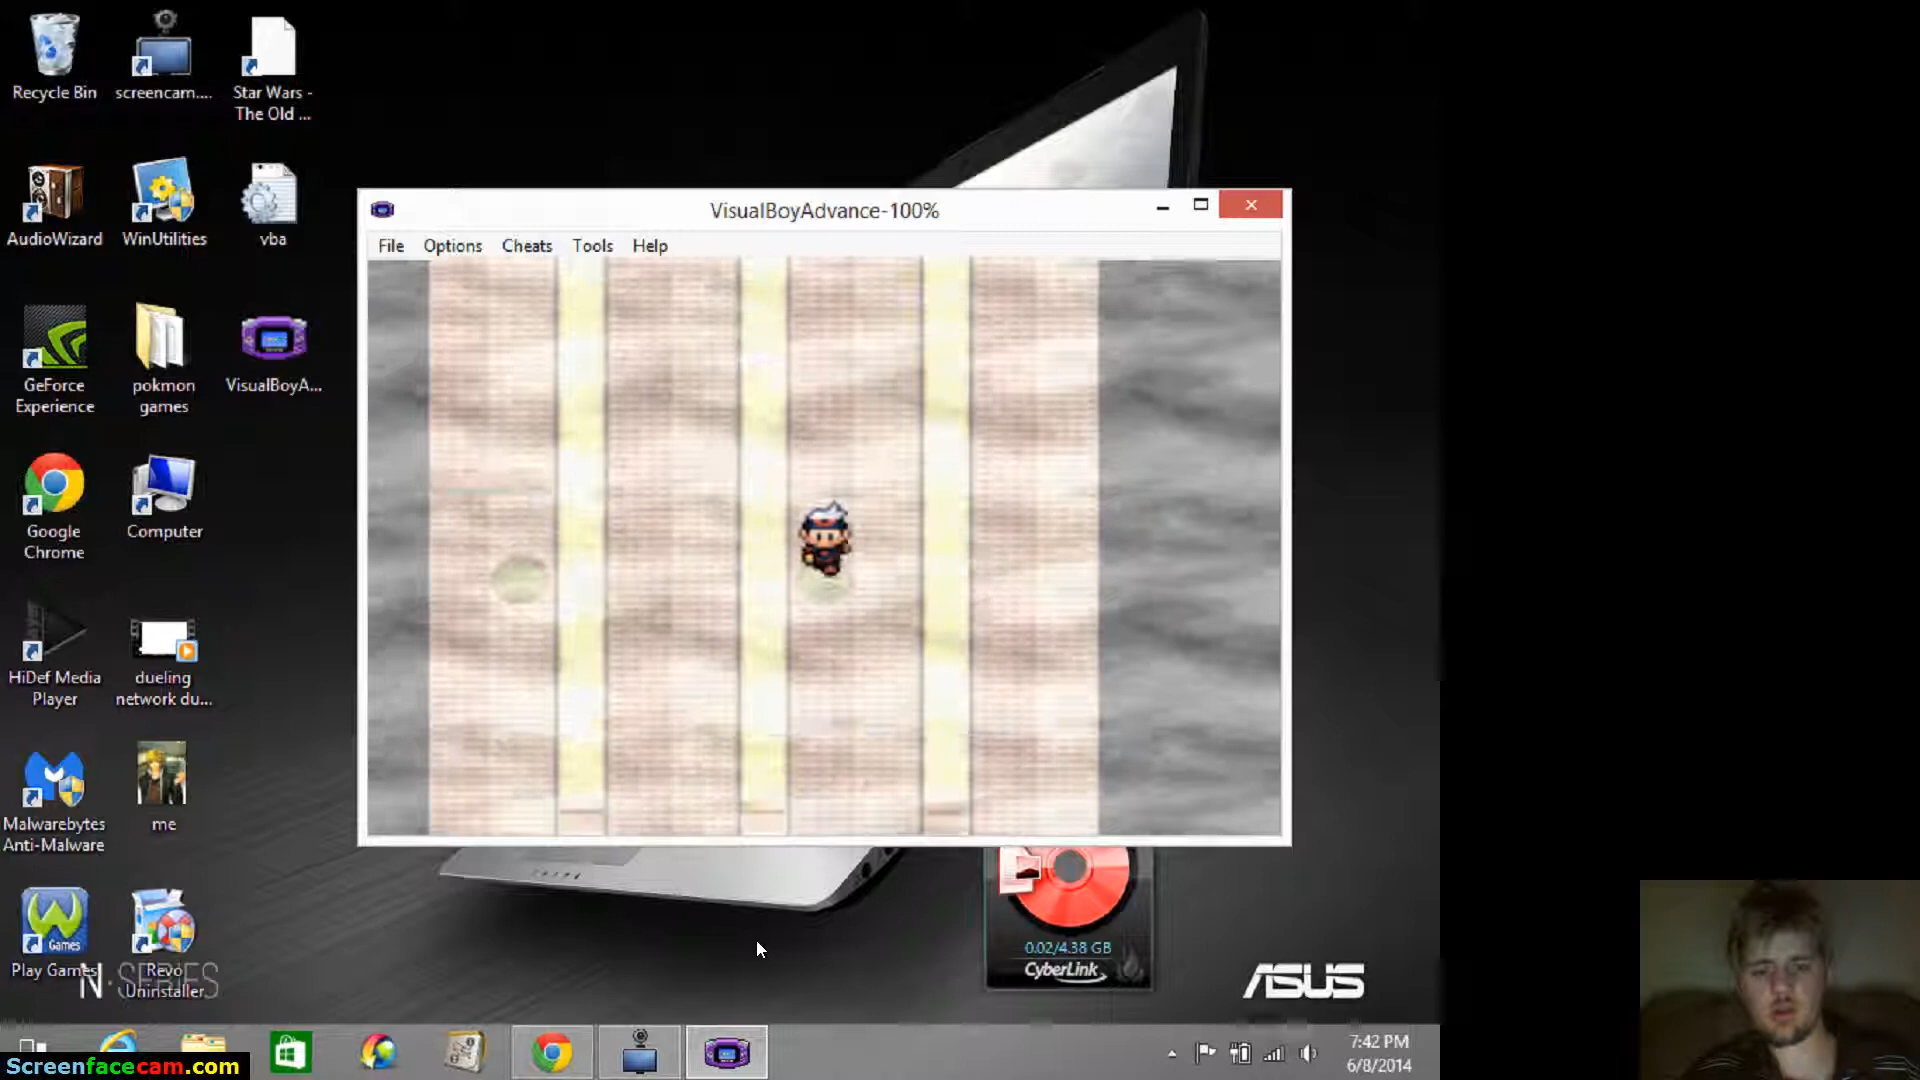 Recycle Bin
screencam....
Star Wars -
The Old ...
AudioWizard
WinUtilities
vba
GeForce
Experience
pokmon
games
VisualBoyA...
Google
Chrome
Computer
HiDef Media
Player
dueling
network du...
Malwarebytes
Anti-Malware
me
Games
Play Games
Revo
Uninstaller
N·SERIES
VisualBoyAdvance-100%
File Options Cheats Tools Help
0.02/4.38 GB
CyberLink
ASUS
7:42 PM
6/8/2014
Screenfacecam.com